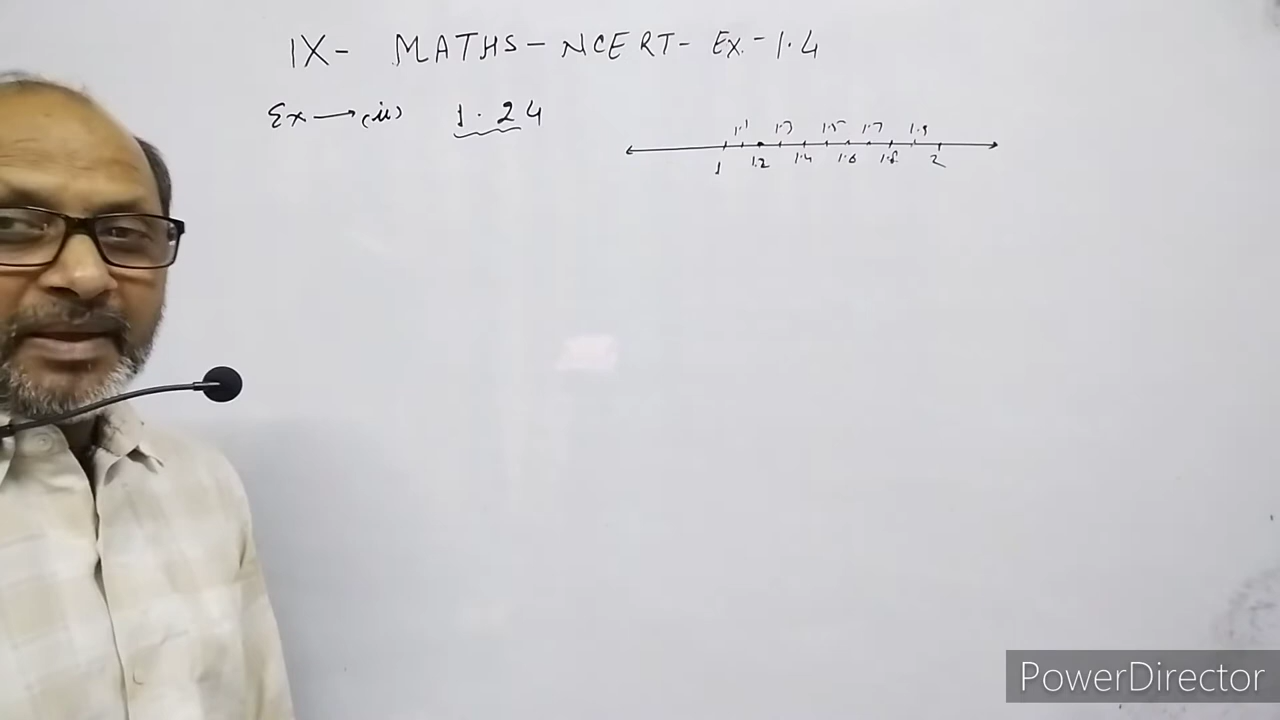 IX- MATHS- NCERT- Ex.- 1.4
Ex → (ii) 1.24
1.1 1.3 1.5 1.7 1.9
1 1.2 1.4 1.6 1.8 2
PowerDirector